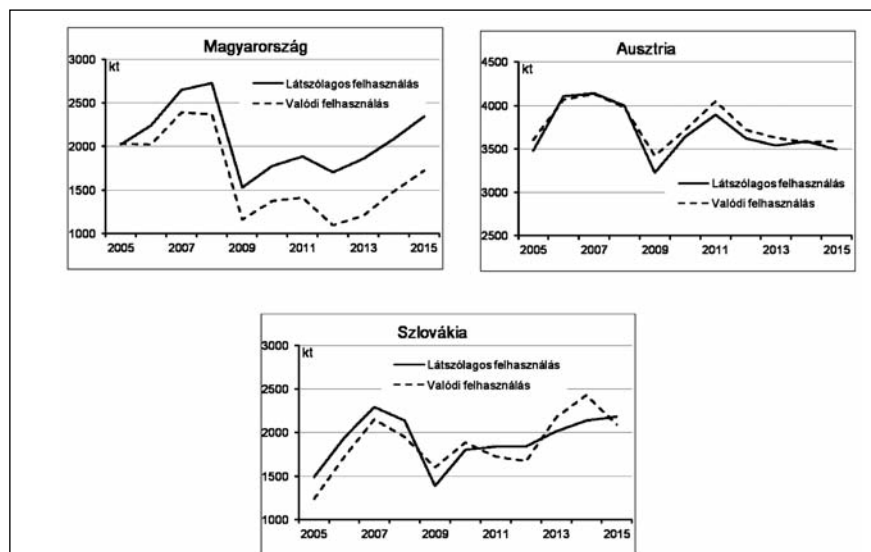 Magyarország
3000
kt
2500
2000
1500
1000
Látszólagos felhasználás
Valódi felhasználás
2005 2007 2009 2011 2013 2015
Ausztria
4500
kt
4000
3500
3000
2500
Látszólagos felhasználás
Valódi felhasználás
2005 2007 2009 2011 2013 2015
Szlovákia
3000
kt
2500
2000
1500
1000
Látszólagos felhasználás
Valódi felhasználás
2005 2007 2009 2011 2013 2015